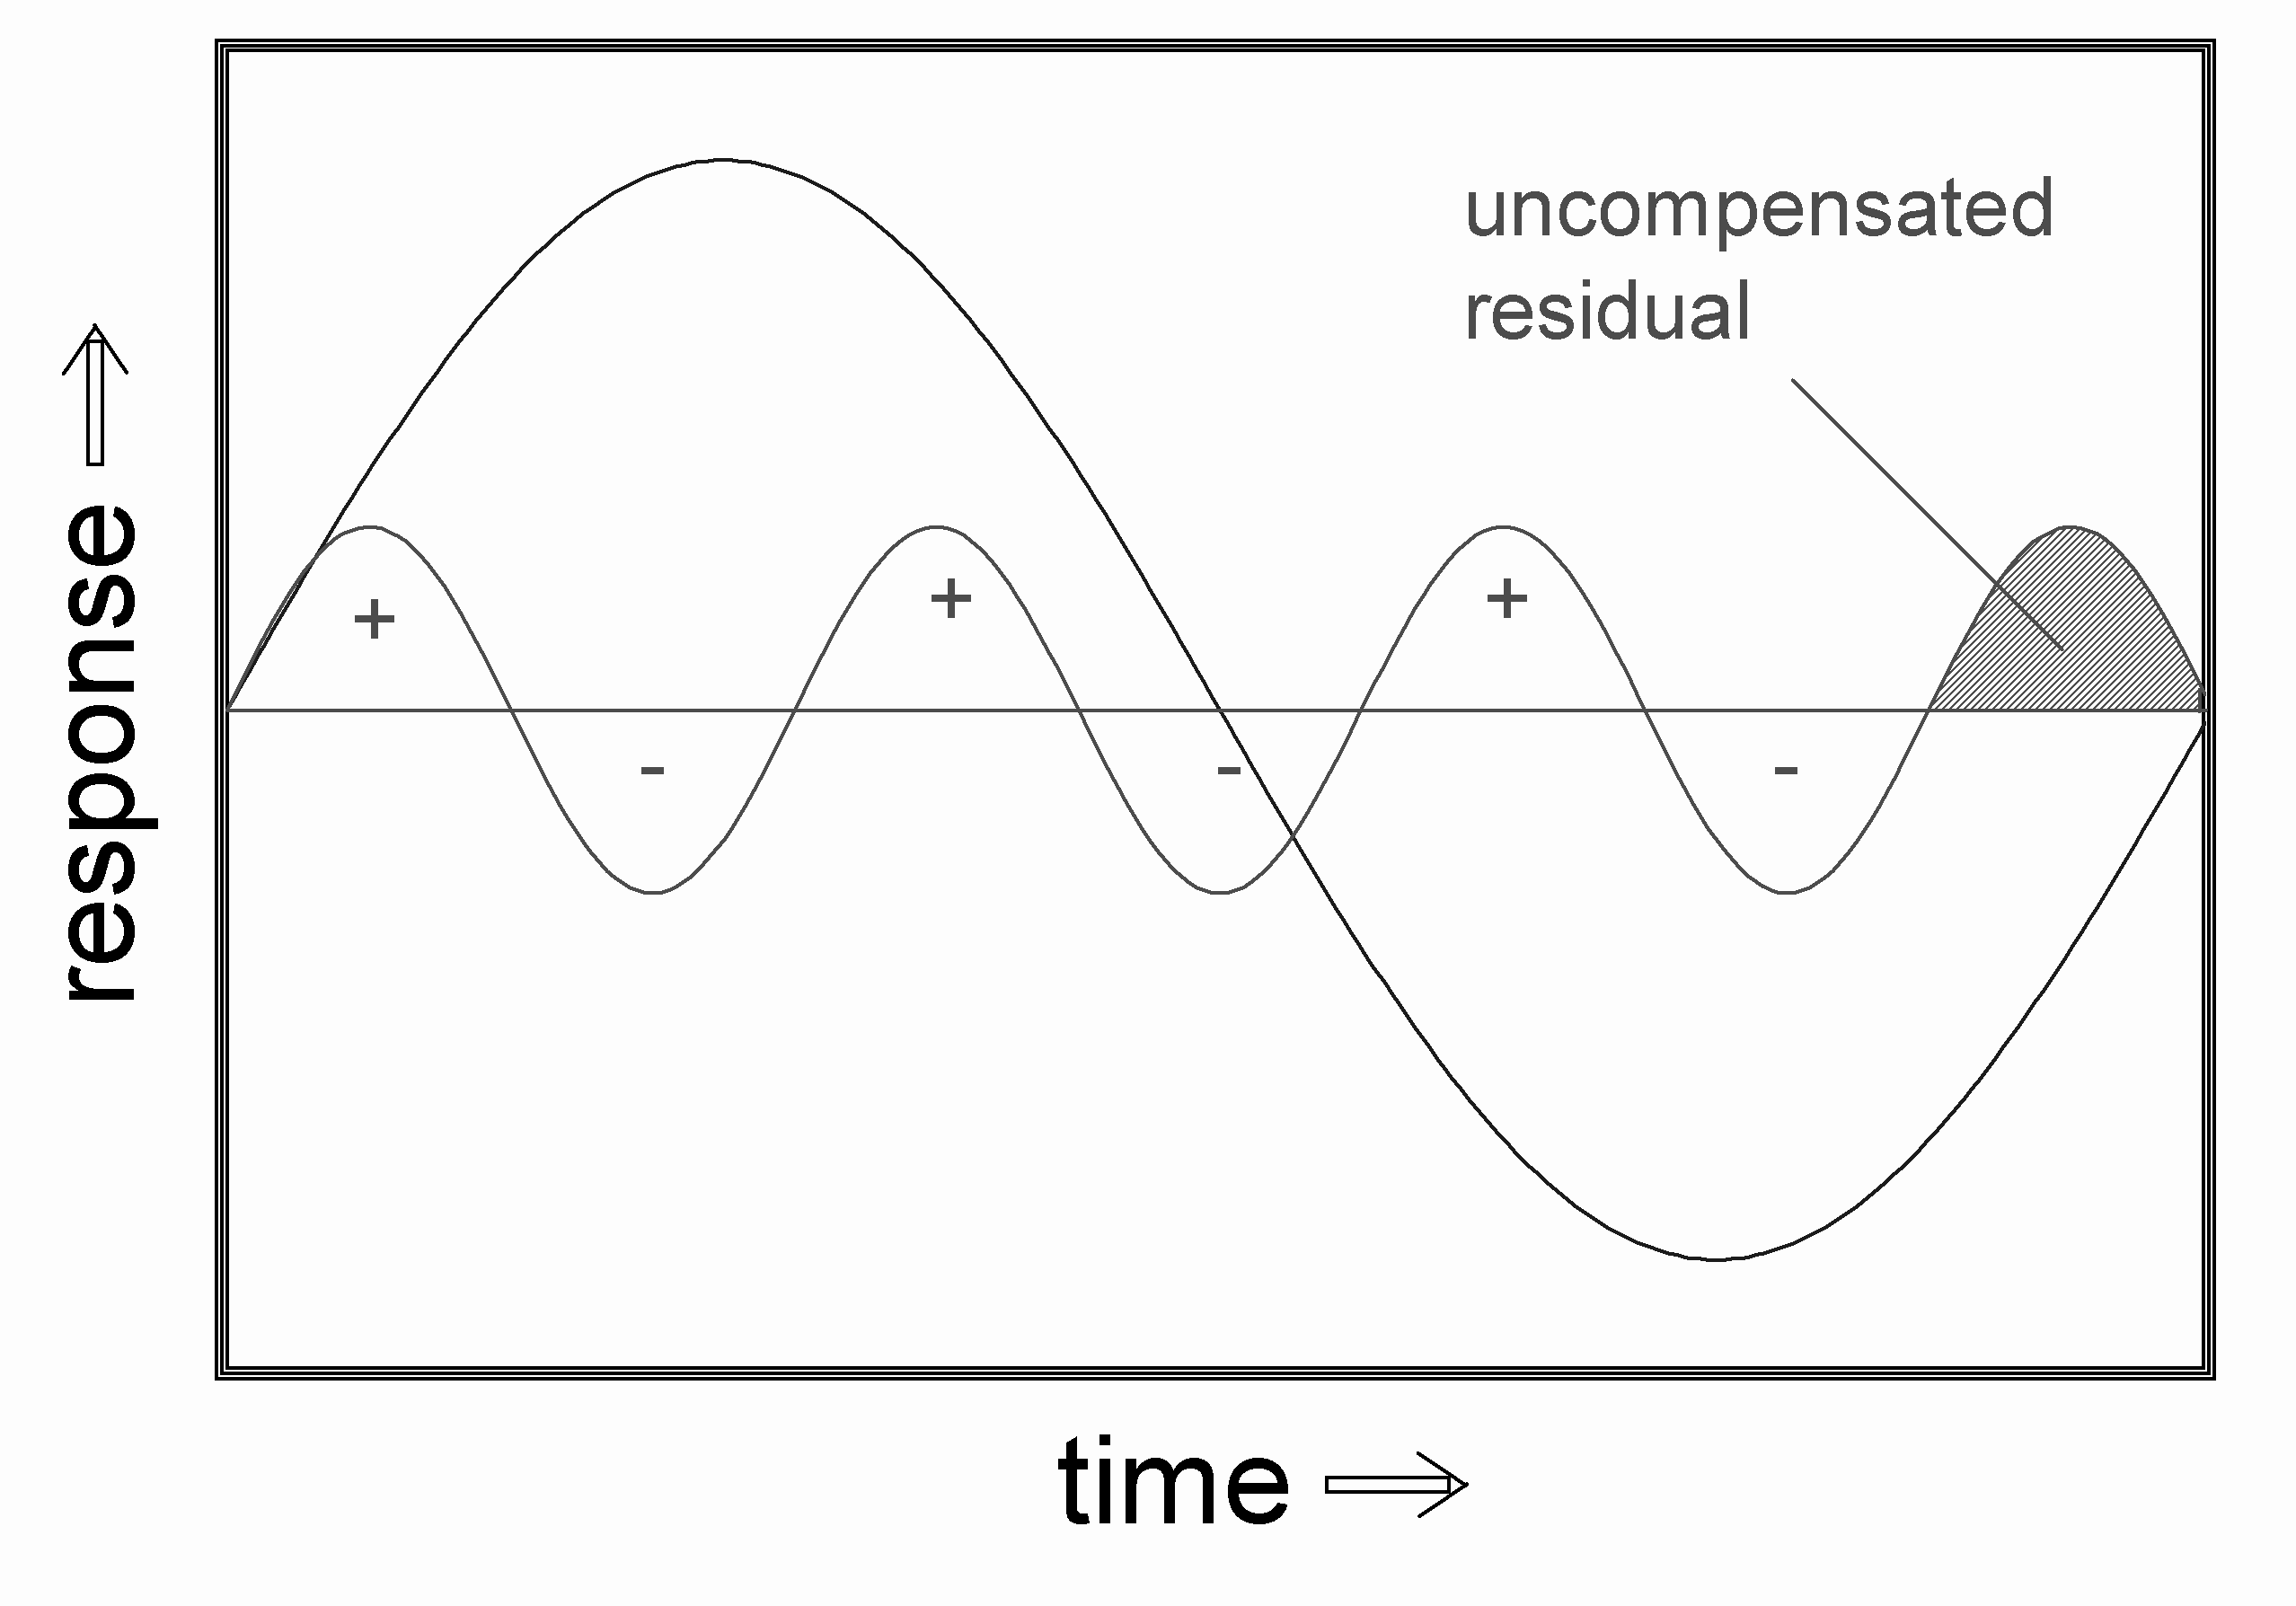 uncompensated
residual
+
+
+
-
-
-
response
time